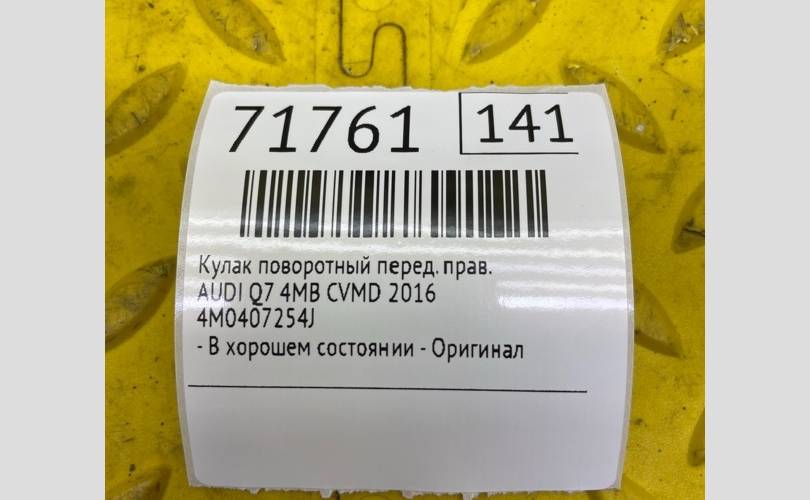 71761 141
Кулак поворотный перед. прав.
AUDI Q7 4MB CVMD 2016
4M0407254J
- В хорошем состоянии - Оригинал